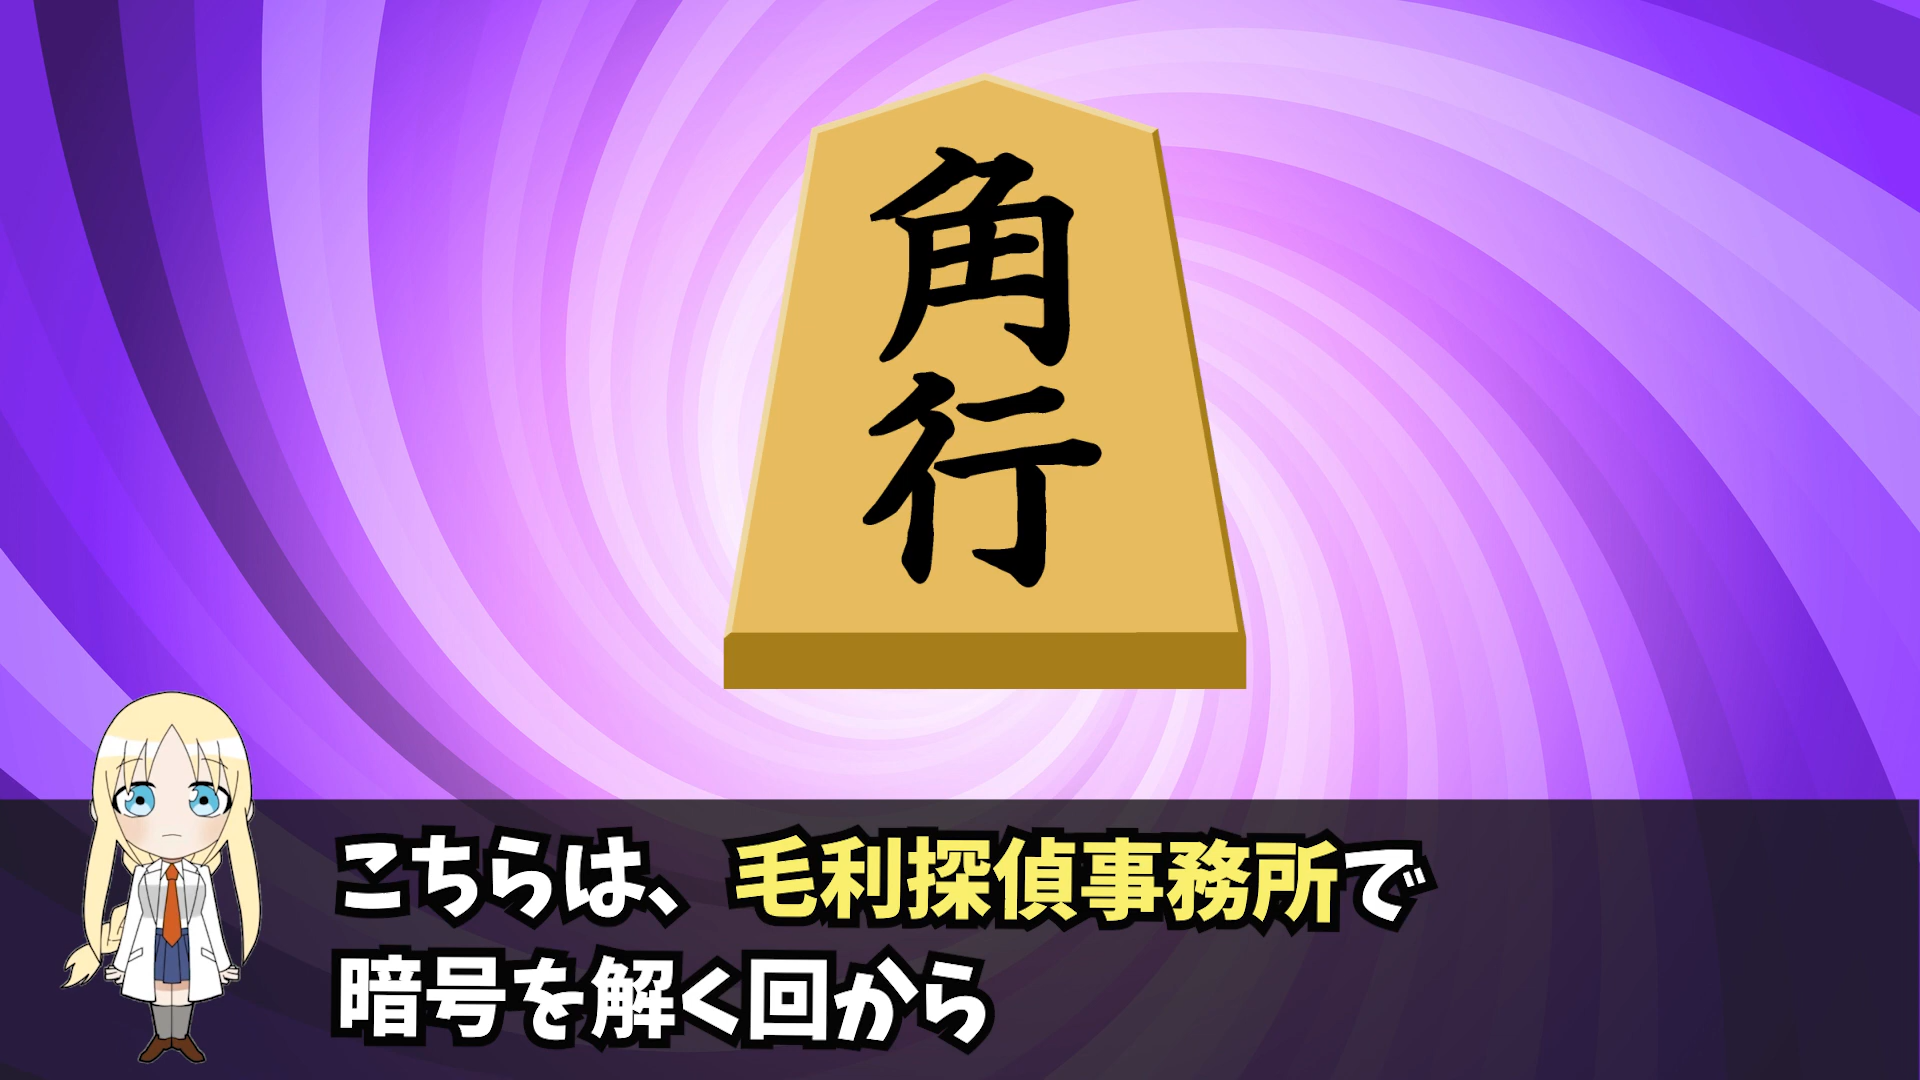 角行
こちらは、毛利探偵事務所で
暗号を解く回から